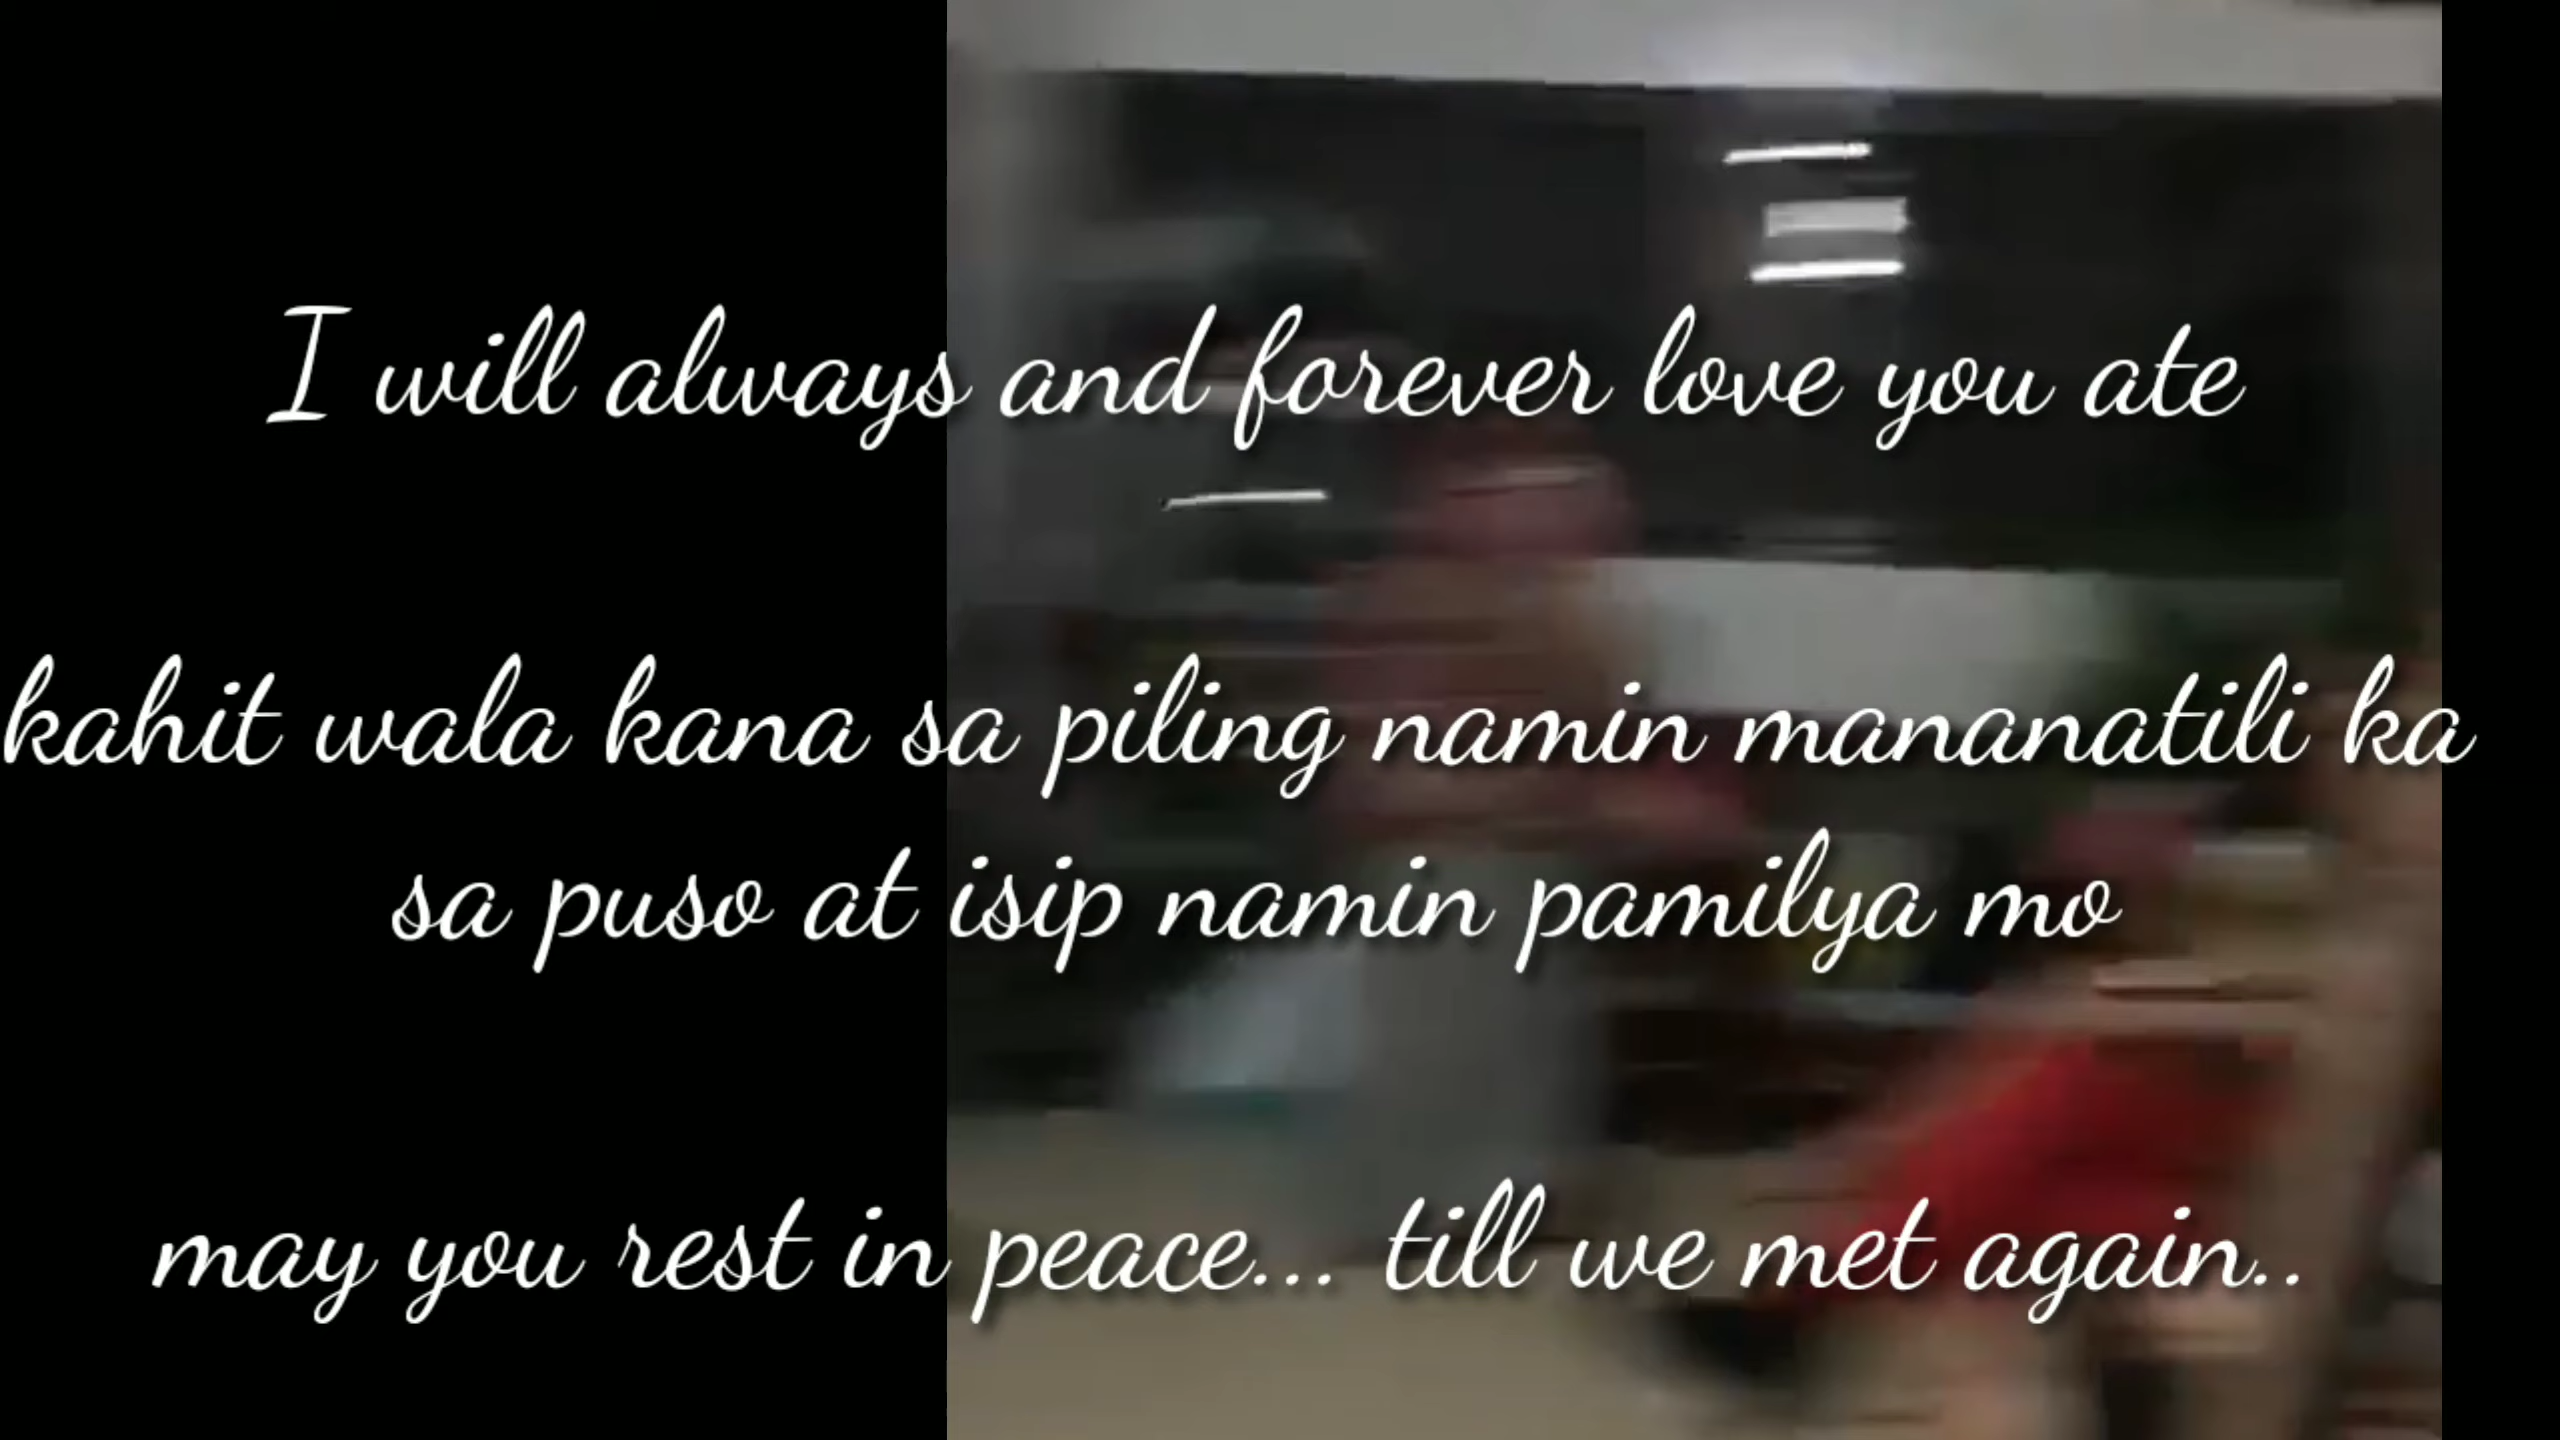 I will always and forever love you ate
kahit wala kana sa piling namin mananatili ka
sa puso at isip namin pamilya mo
may you rest in peace... till we met again..